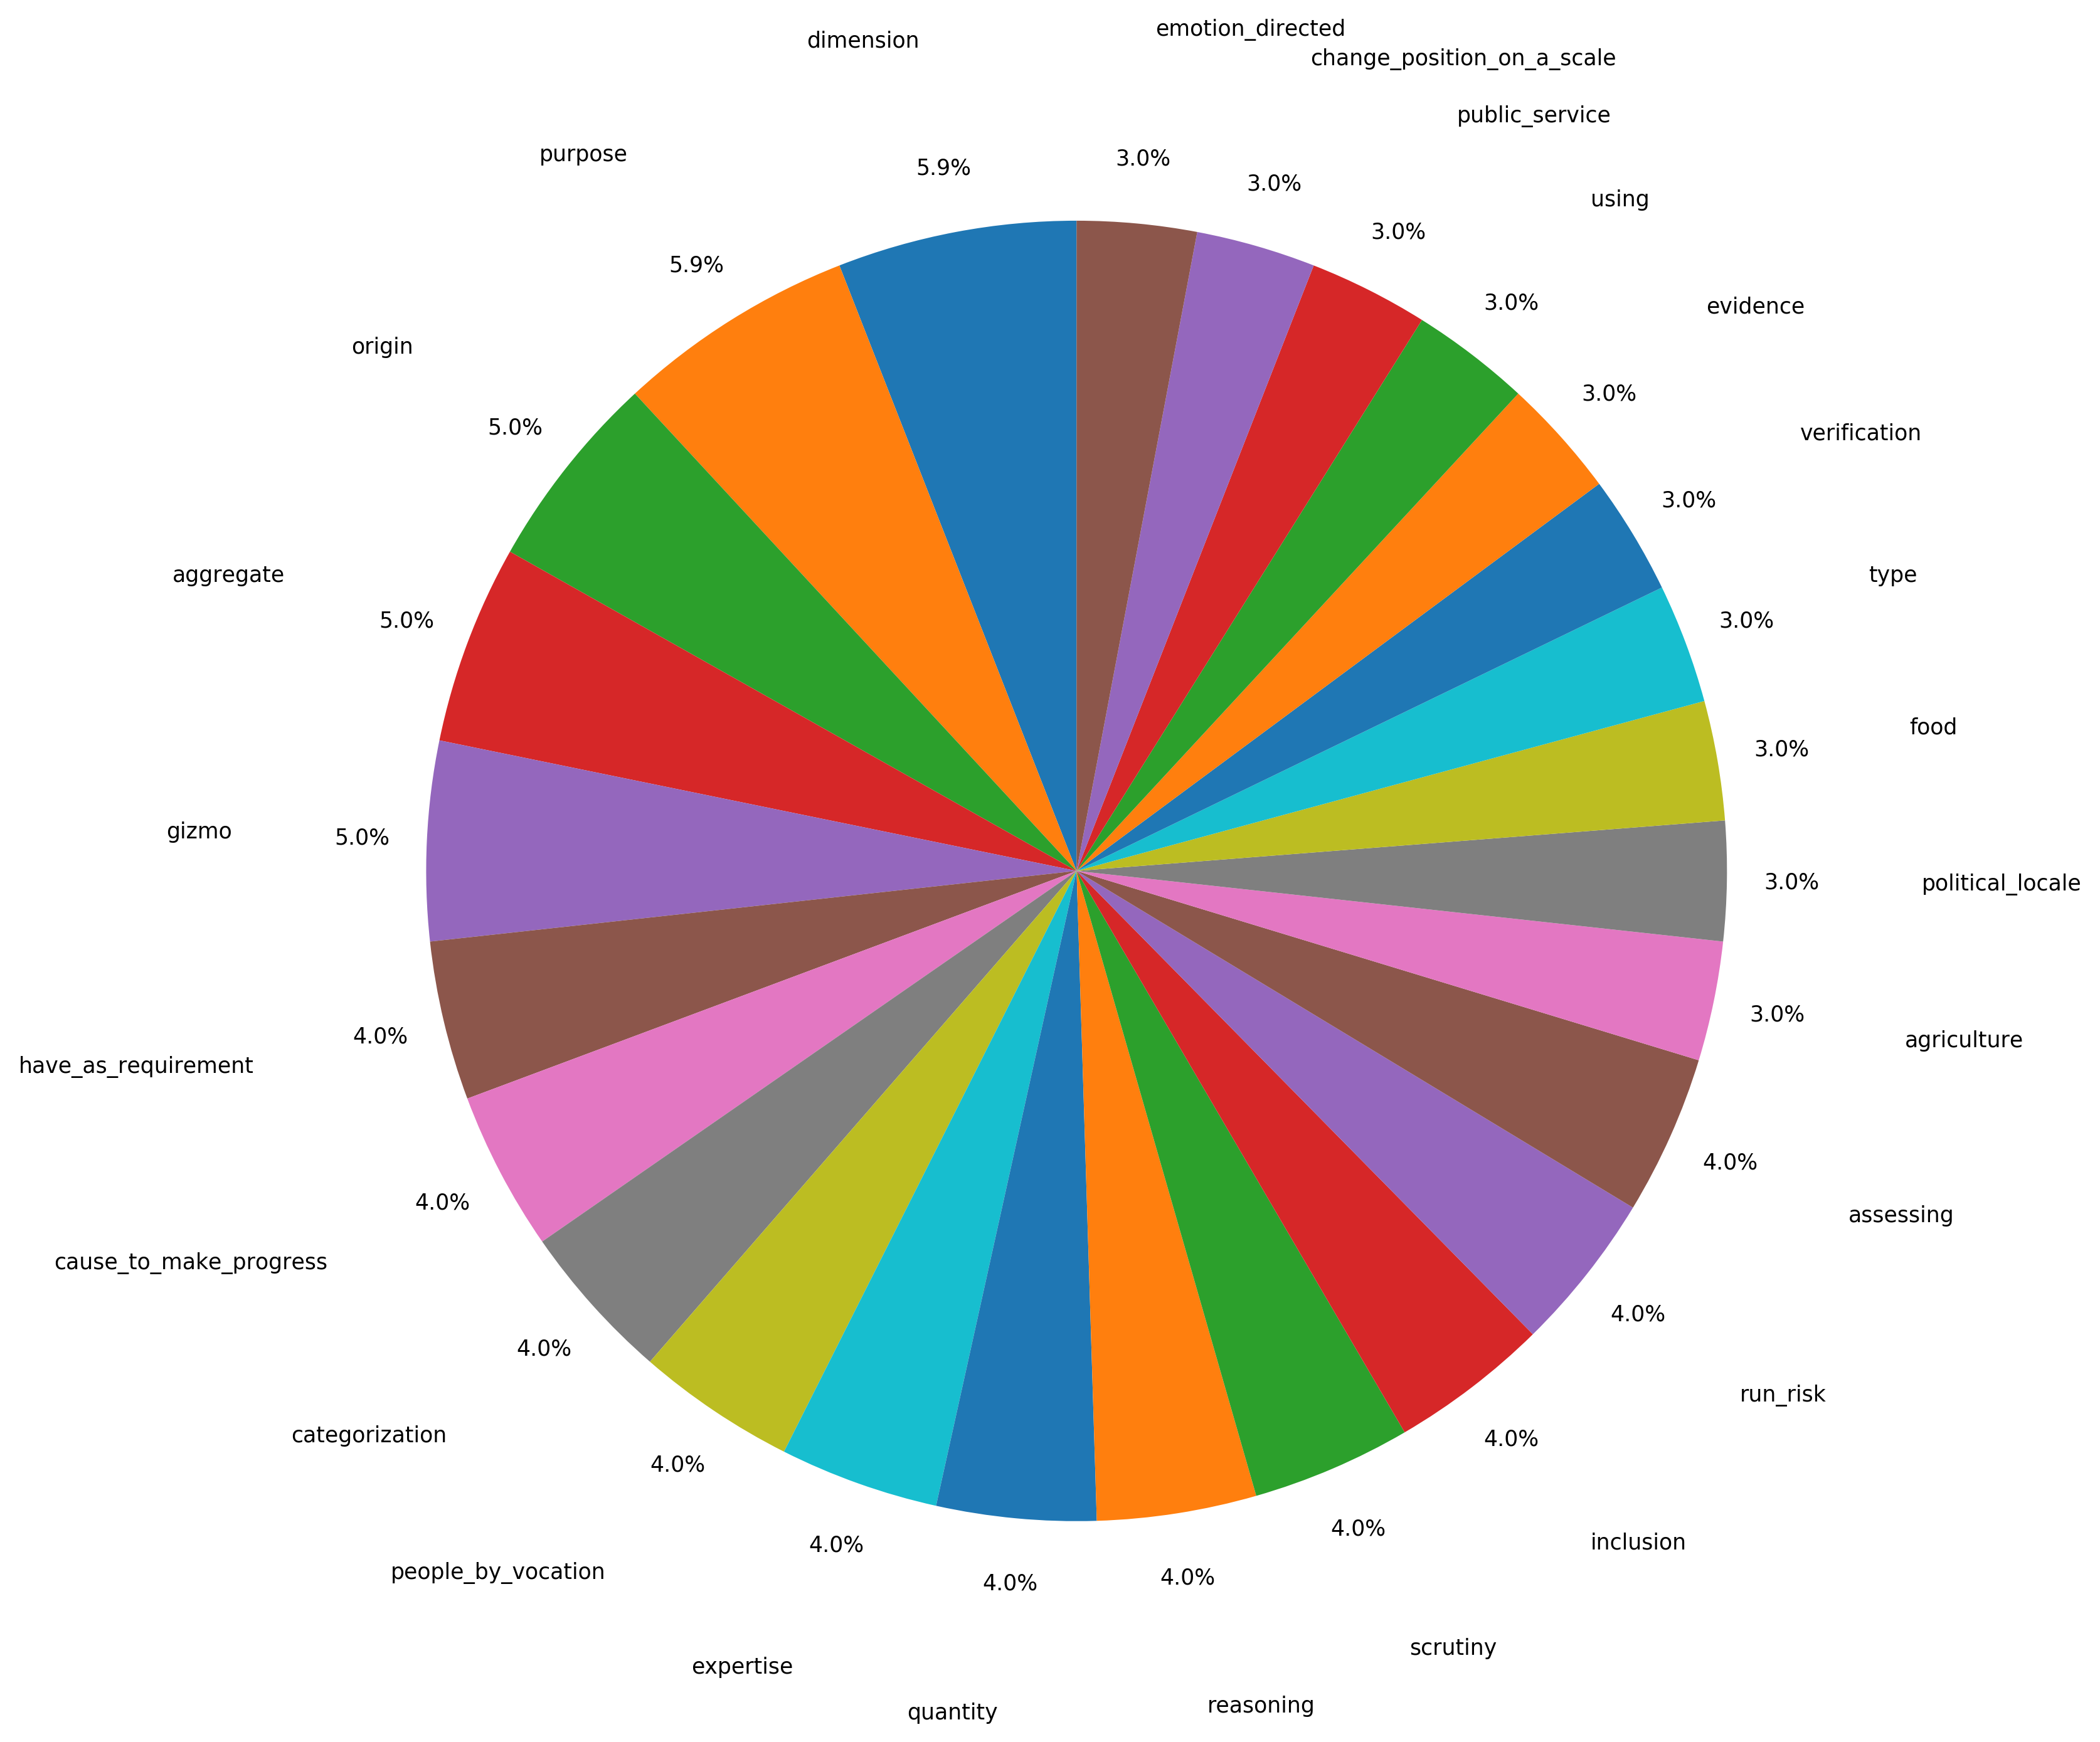 emotion_directed
dimension
change_position_on_a_scale
public_service
purpose
3.0%
5.9%
3.0%
using
3.0%
5.9%
3.0%
evidence
origin
3.0%
5.0%
verification
3.0%
aggregate
type
5.0%
3.0%
food
3.0%
gizmo
5.0%
3.0%
political_locale
3.0%
4.0%
agriculture
have_as_requirement
4.0%
4.0%
assessing
cause_to_make_progress
4.0%
4.0%
run_risk
categorization
4.0%
4.0%
4.0%
inclusion
4.0%
people_by_vocation
4.0%
4.0%
scrutiny
expertise
reasoning
quantity